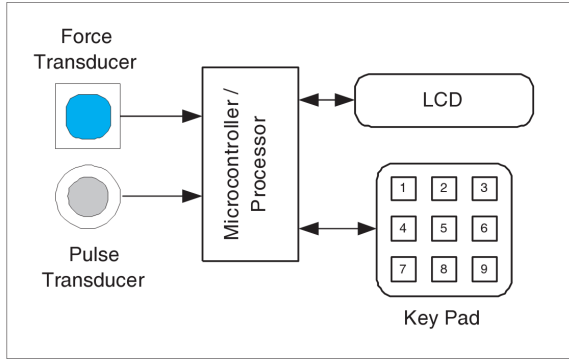 Force
Transducer
Microcontroller /
Processor
LCD
1 2 3
4 5 6
7 8 9
Pulse
Transducer
Key Pad